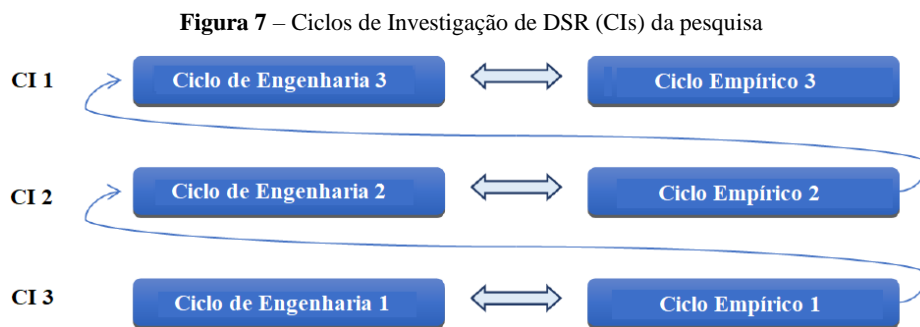 Figura 7 – Ciclos de Investigação de DSR (CIs) da pesquisa
CI 1
Ciclo de Engenharia 3
Ciclo Empírico 3
CI 2
Ciclo de Engenharia 2
Ciclo Empírico 2
CI 3
Ciclo de Engenharia 1
Ciclo Empírico 1